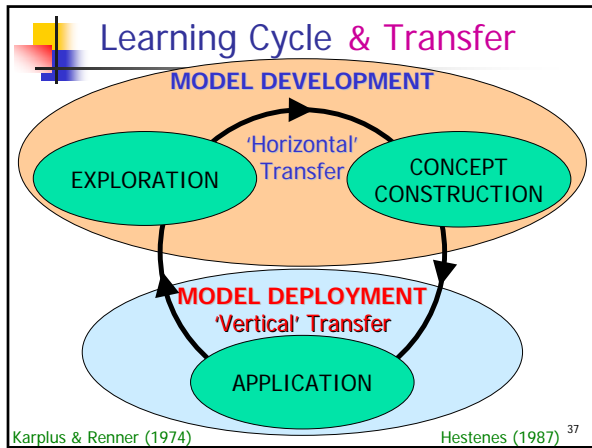 Learning Cycle & Transfer
MODEL DEVELOPMENT
'Horizontal'
Transfer
EXPLORATION
CONCEPT
CONSTRUCTION
MODEL DEPLOYMENT
'Vertical' Transfer
APPLICATION
Karplus & Renner (1974)
Hestenes (1987)
37